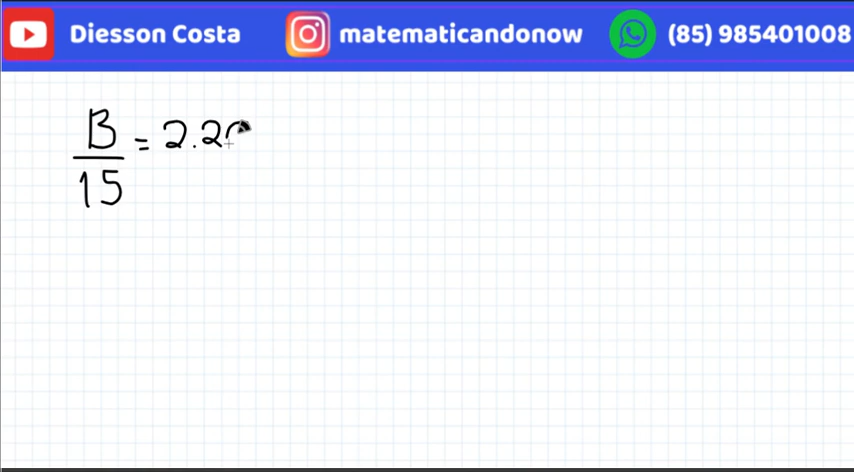 Diesson Costa matematicandonow (85) 985401008
B/15 = 2.2